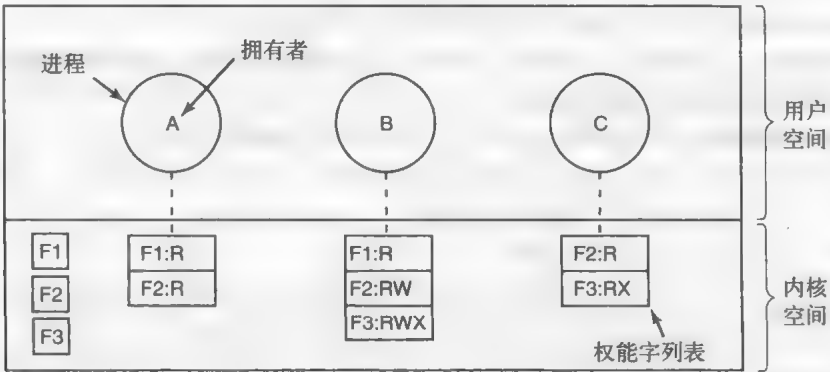 进程
拥有者
A
B
C
用户
空间
F1
F2
F3
F1:R
F2:R
F1:R
F2:RW
F3:RWX
F2:R
F3:RX
权能字列表
内核
空间